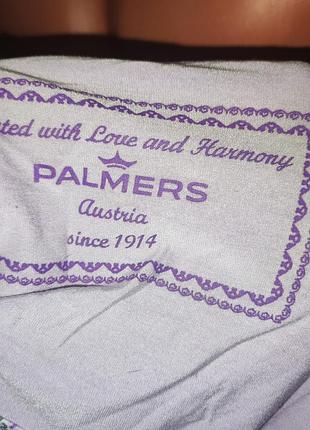 with Love and Harmony
PALMERS
Austria
since 1914